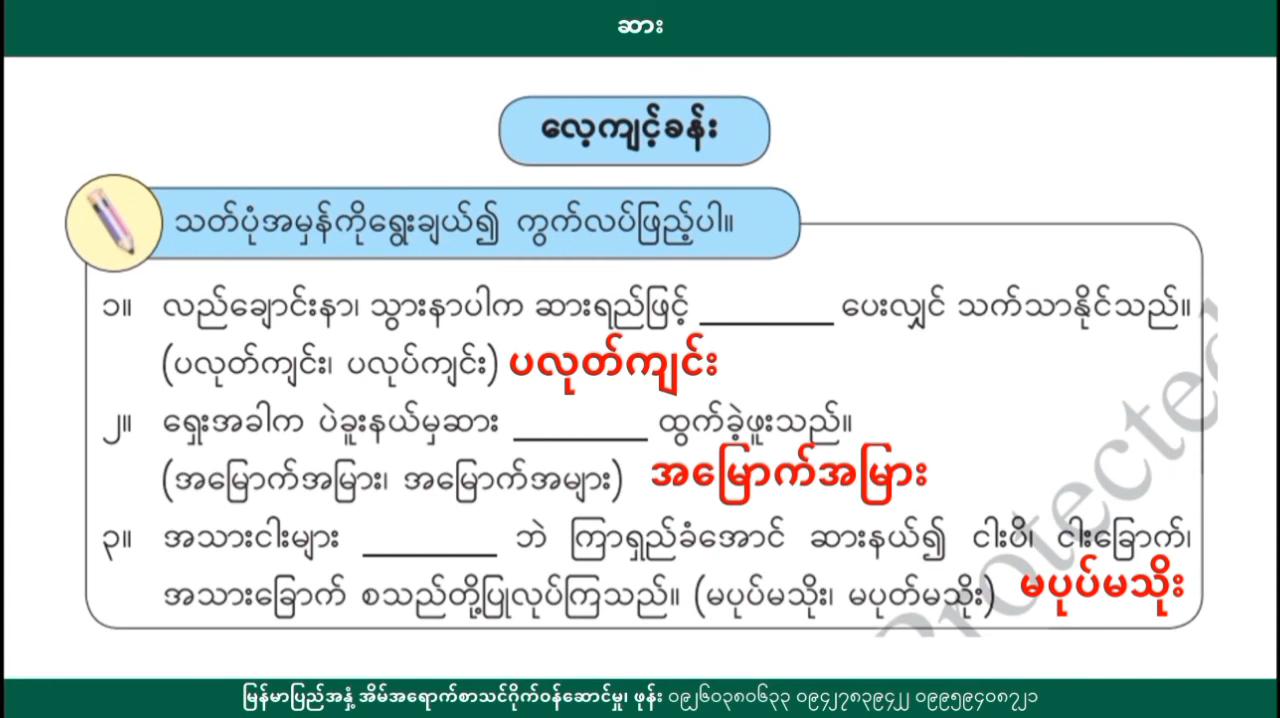 ဆား
လေ့ကျင့်ခန်း
သတ်ပုံအမှန်ကိုရွေးချယ်၍ ကွက်လပ်ဖြည့်ပါ။
၁။ လည်ချောင်းနာ၊ သွားနာပါက ဆားရည်ဖြင့် __________ ပေးလျှင် သက်သာနိုင်သည်။
(ပလုတ်ကျင်း၊ ပလုပ်ကျင်း) ပလုတ်ကျင်း
၂။ ရှေးအခါက ပဲခူးနယ်မှဆား __________ ထွက်ခဲ့ဖူးသည်။
(အမြောက်အမြား၊ အမြောက်အများ) အမြောက်အမြား
၃။ အသားငါးများ __________ ဘဲ ကြာရှည်ခံအောင် ဆားနယ်၍ ငါးပိ၊ ငါးခြောက်၊
အသားခြောက် စသည်တို့ပြုလုပ်ကြသည်။ (မပုပ်မသိုး၊ မပုတ်မသိုး) မပုပ်မသိုး
Protecte
မြန်မာပြည်အနှံ့ အိမ်အရောက်စာသင်ဂိုက်ဝန်ဆောင်မှု၊ ဖုန်း ၀၉၂၆၀၃၈၀၆၃၃ ၀၉၄၂၇၈၃၉၄၂၂ ၀၉၉၅၉၄၀၈၇၂၁